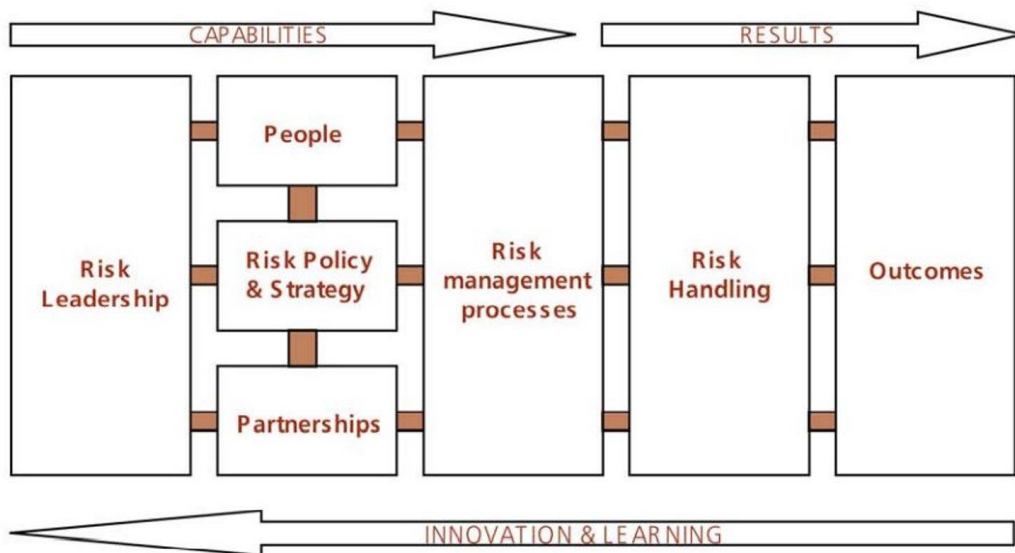 CAPABILITIES
RESULTS
Risk
Leadership
People
Risk Policy
& Strategy
Partnerships
Risk
management
processes
Risk
Handling
Outcomes
INNOVATION & LEARNING